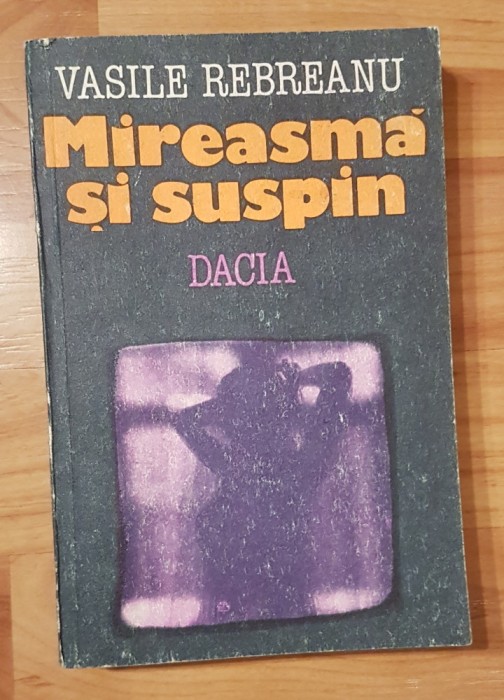 VASILE REBREANU
Mireasmă
și suspin
DACIA